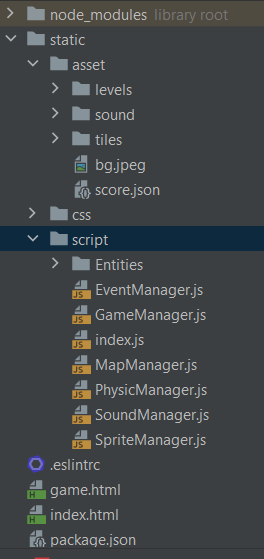 node_modules library root
static
asset
levels
sound
tiles
bg.jpeg
score.json
css
script
Entities
EventManager.js
GameManager.js
index.js
MapManager.js
PhysicManager.js
SoundManager.js
SpriteManager.js
.eslintrc
game.html
index.html
package.json